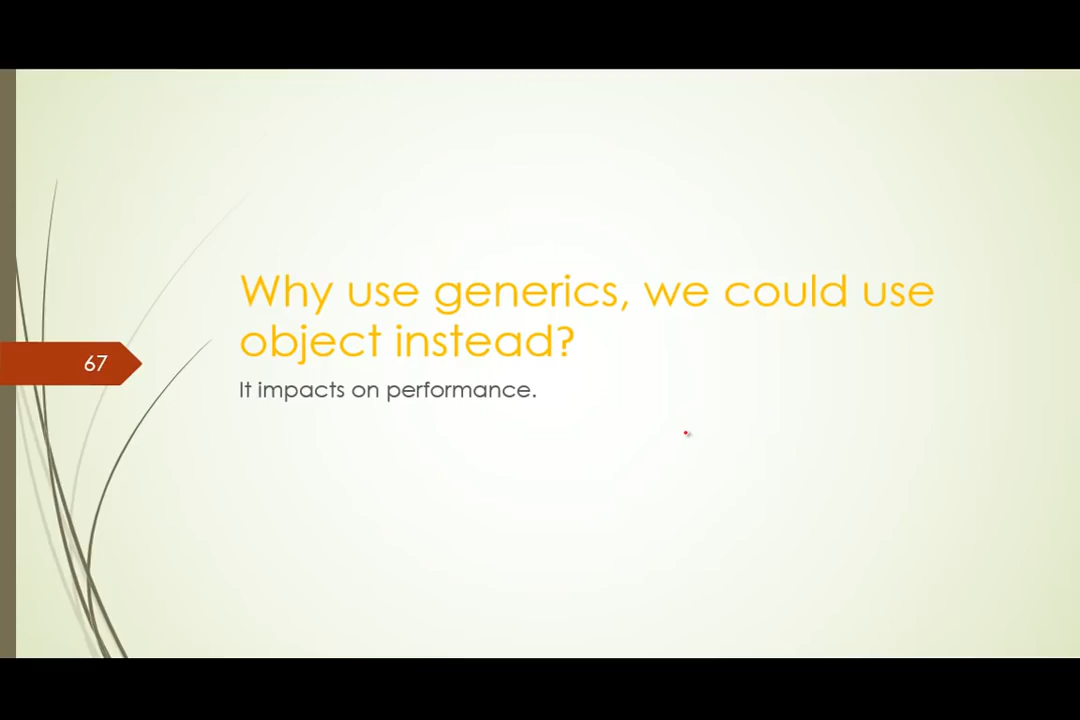 Why use generics, we could use
object instead?
67
It impacts on performance.